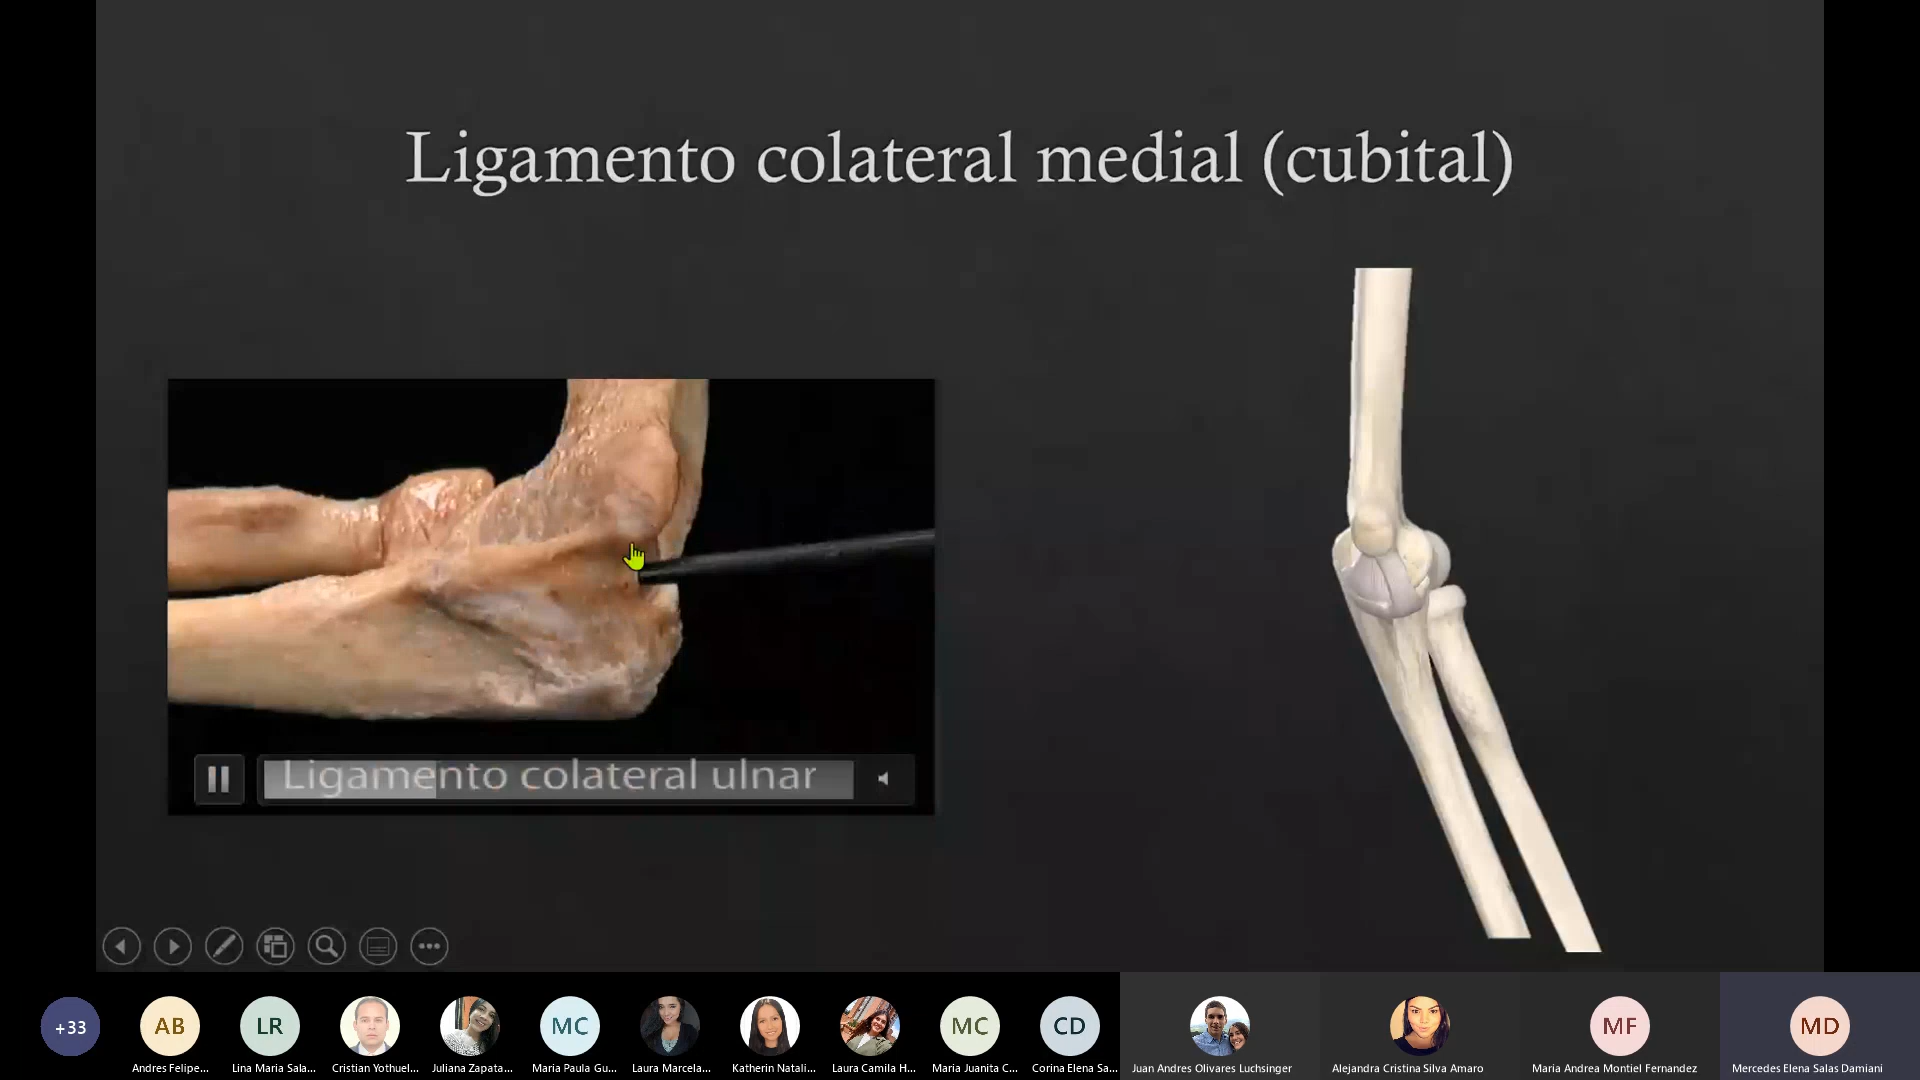 Ligamento colateral medial (cubital)
Ligamento colateral ulnar
+33
AB
LR
MC
MC
CD
MF
MD
Andres Felipe...
Lina Maria Sala...
Cristian Yothuel...
Juliana Zapata...
Maria Paula Gu...
Laura Marcela...
Katherin Natali...
Laura Camila H...
Maria Juanita C...
Corina Elena Sa...
Juan Andres Olivares Luchsinger
Alejandra Cristina Silva Amaro
Maria Andrea Montiel Fernandez
Mercedes Elena Salas Damiani